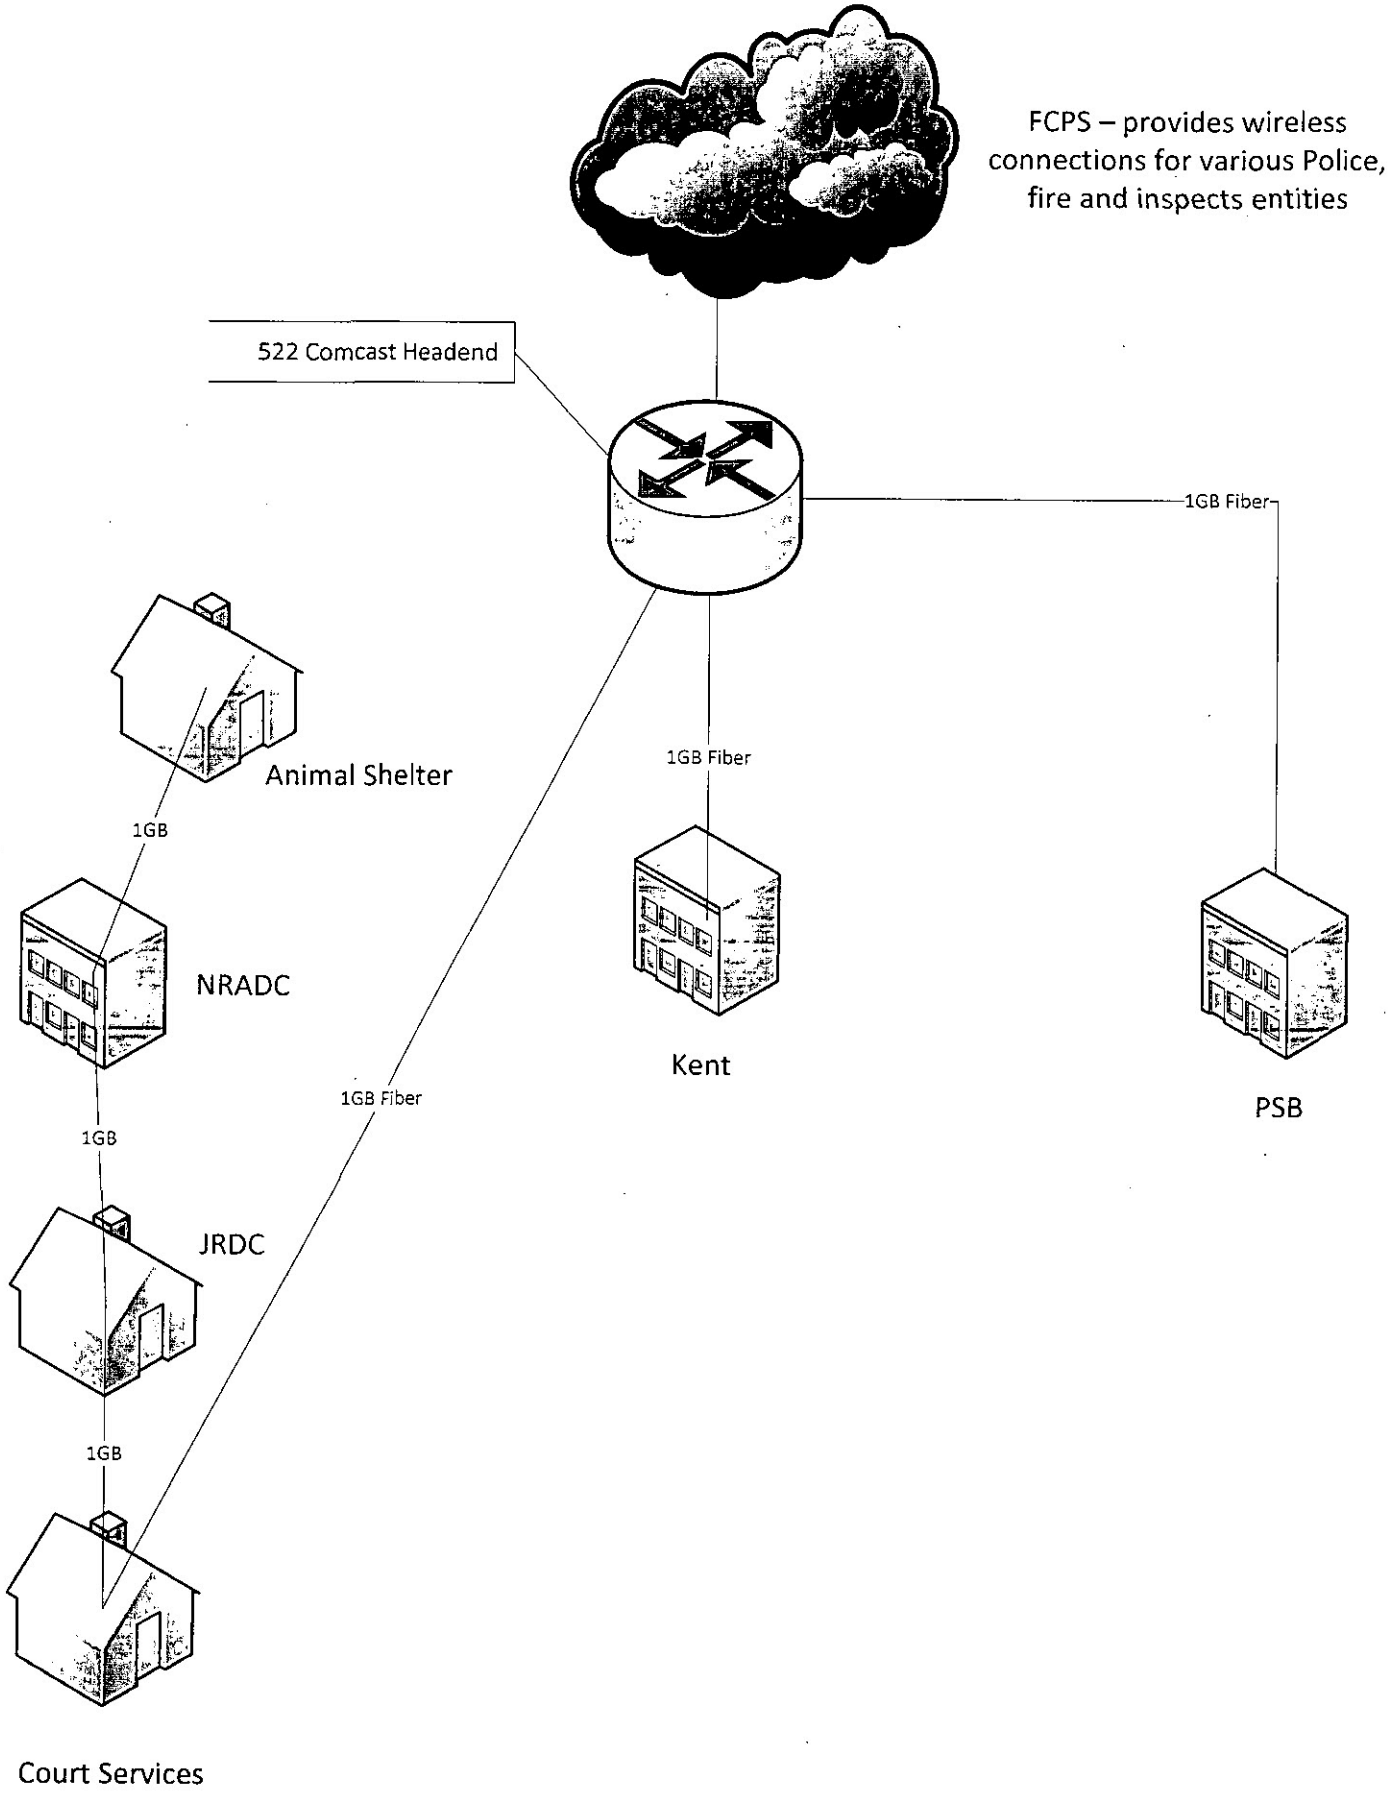 FCPS – provides wireless
connections for various Police,
fire and inspects entities
522 Comcast Headend
1GB Fiber
1GB Fiber
Animal Shelter
1GB
NRADC
Kent
1GB Fiber
PSB
1GB
JRDC
1GB
Court Services